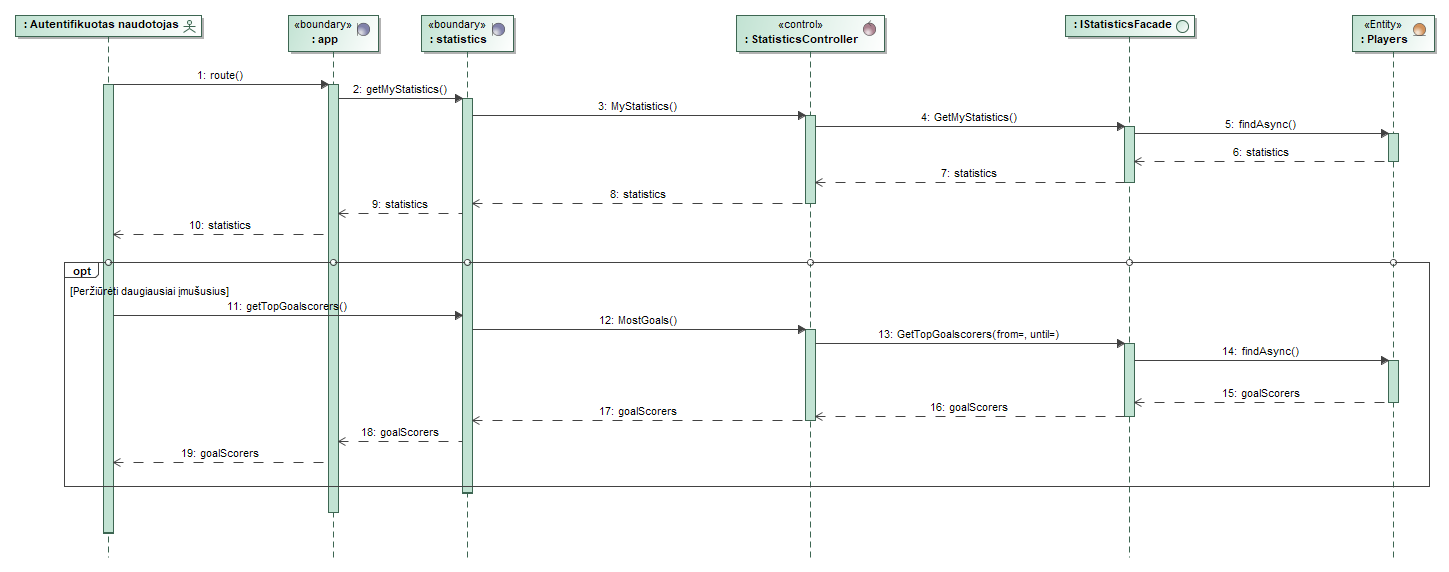 : Autentifikuotas naudotojas
«boundary»
: app
«boundary»
: statistics
«control»
: StatisticsController
: IStatisticsFacade
«Entity»
: Players
1: route()
2: getMyStatistics()
3: MyStatistics()
4: GetMyStatistics()
5: findAsync()
6: statistics
7: statistics
8: statistics
9: statistics
10: statistics
opt
[Peržiūrėti daugiausiai įmušusius]
11: getTopGoalscorers()
12: MostGoals()
13: GetTopGoalscorers(from=, until=)
14: findAsync()
15: goalScorers
16: goalScorers
17: goalScorers
18: goalScorers
19: goalScorers